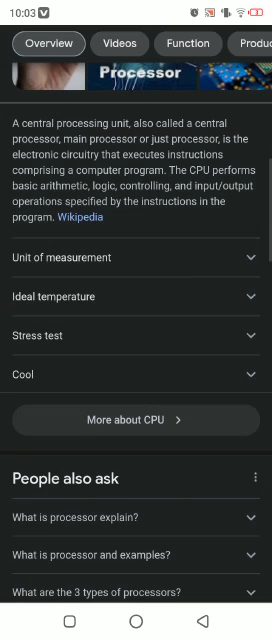 10:03
Overview Videos Function Produc
Processor
A central processing unit, also called a central
processor, main processor or just processor, is the
electronic circuitry that executes instructions
comprising a computer program. The CPU performs
basic arithmetic, logic, controlling, and input/output
operations specified by the instructions in the
program. Wikipedia
Unit of measurement
Ideal temperature
Stress test
Cool
More about CPU
People also ask
What is processor explain?
What is processor and examples?
What are the 3 types of processors?